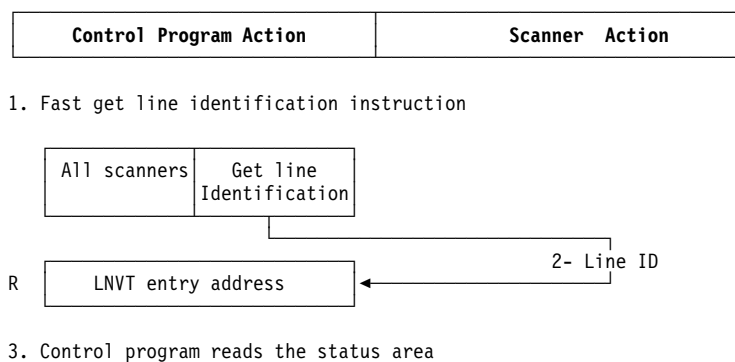 Control Program Action Scanner Action
1. Fast get line identification instruction
All scanners Get line
Identification
2- Line ID
R LNVT entry address
3. Control program reads the status area